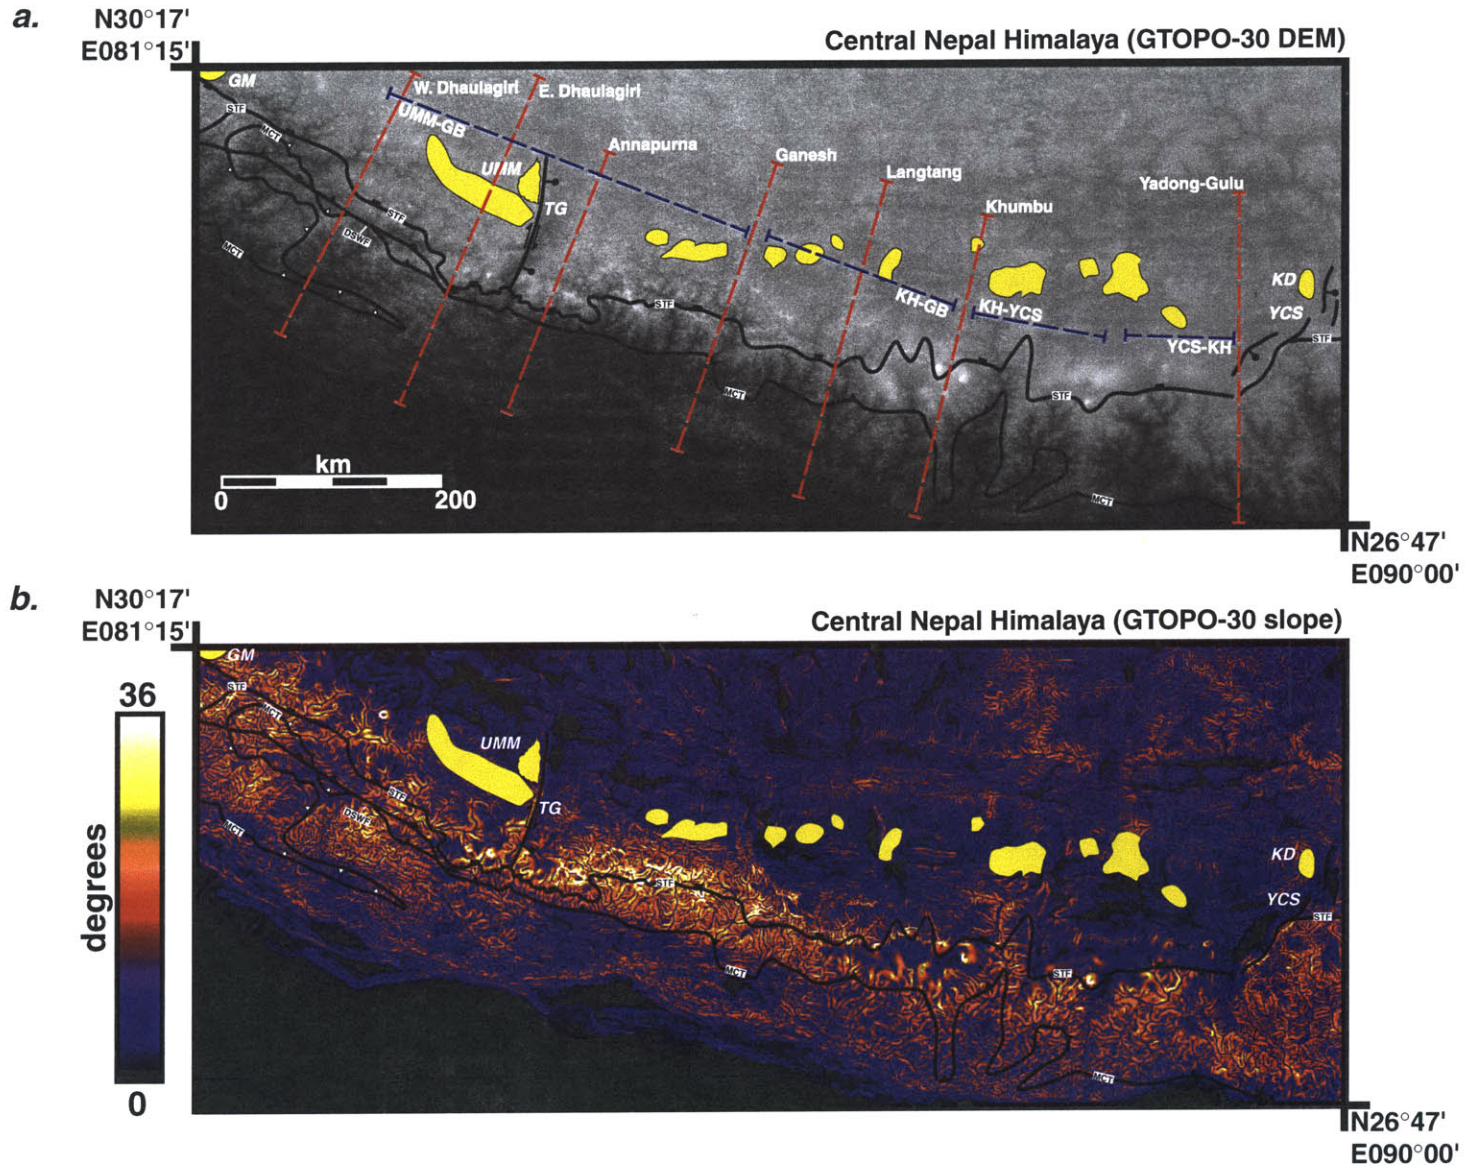 a.
N30°17'
E081°15'
Central Nepal Himalaya (GTOPO-30 DEM)
GM
W. Dhaulagiri
E. Dhaulagiri
STF
UMM-GB
MCT
Annapurna
Ganesh
UMM
Langtang
Yadong-Gulu
TG
Khumbu
STF
DSWF
MCT
KD
KH-GB
KH-YCS
YCS
STF
YCS-KH
STF
MCT
STF
km
0
200
MCT
N26°47'
E090°00'
b.
N30°17'
E081°15'
Central Nepal Himalaya (GTOPO-30 slope)
GM
STF
36
MCT
UMM
STF
TG
DSWF
MCT
KD
STF
YCS
STF
degrees
MCT
STF
MCT
0
N26°47'
E090°00'